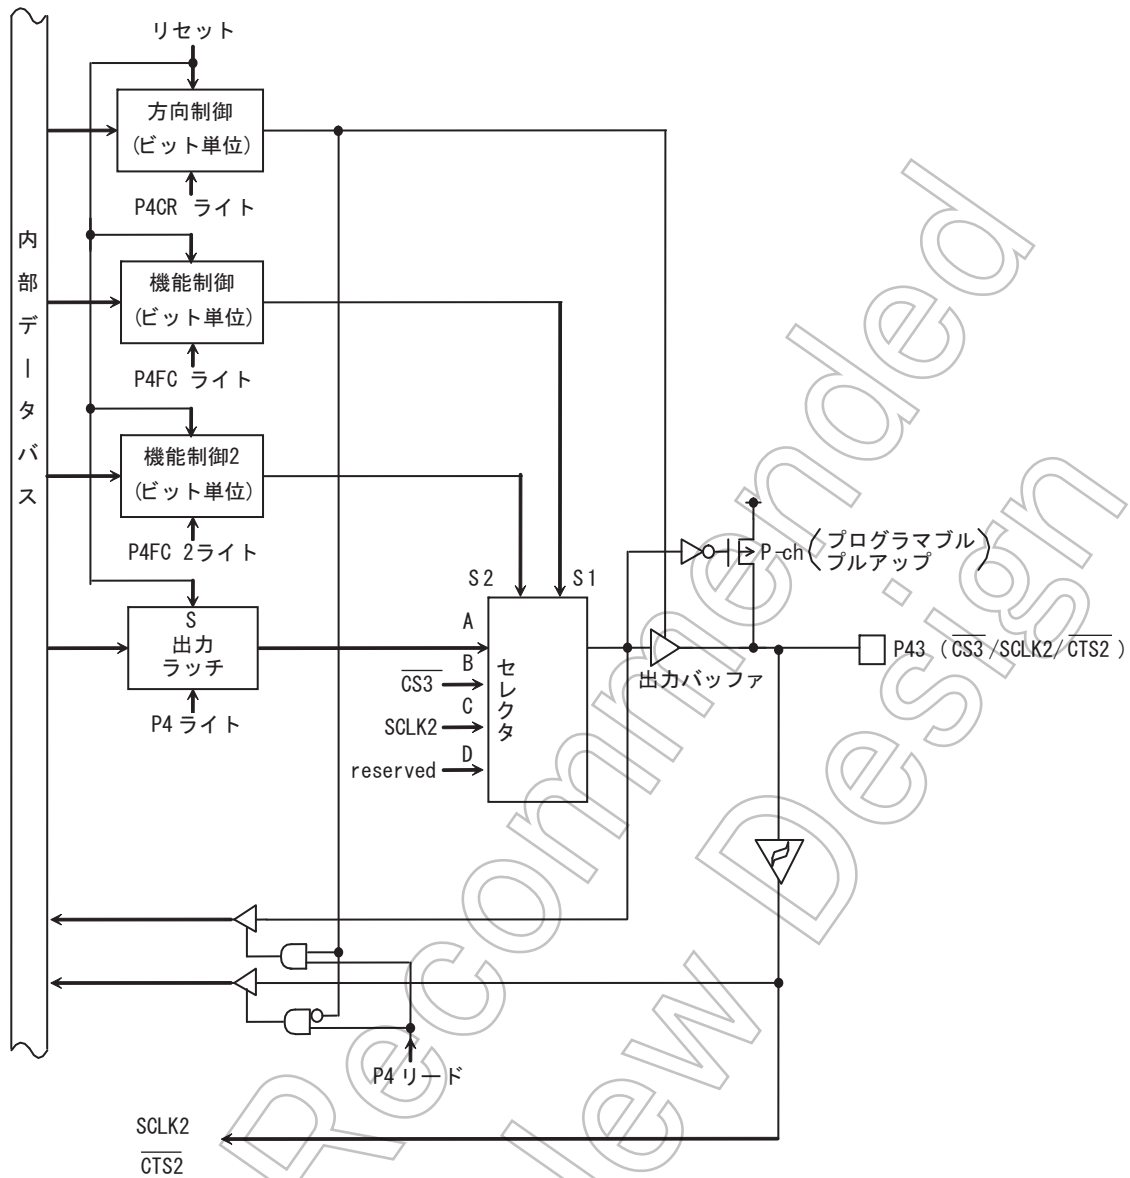 リセット
方向制御
(ビット単位)
P4CR ライト
内部データバス
機能制御
(ビット単位)
P4FC ライト
機能制御2
(ビット単位)
P4FC 2ライト
S
出力
ラッチ
P4 ライト
S2
S1
A
B
CS3
C
SCLK2
D
reserved
セレクタ
P-ch
プログラマブル
プルアップ
出力バッファ
P43 (CS3/SCLK2/CTS2)
P4 リード
SCLK2
CTS2
Recommended
New Design